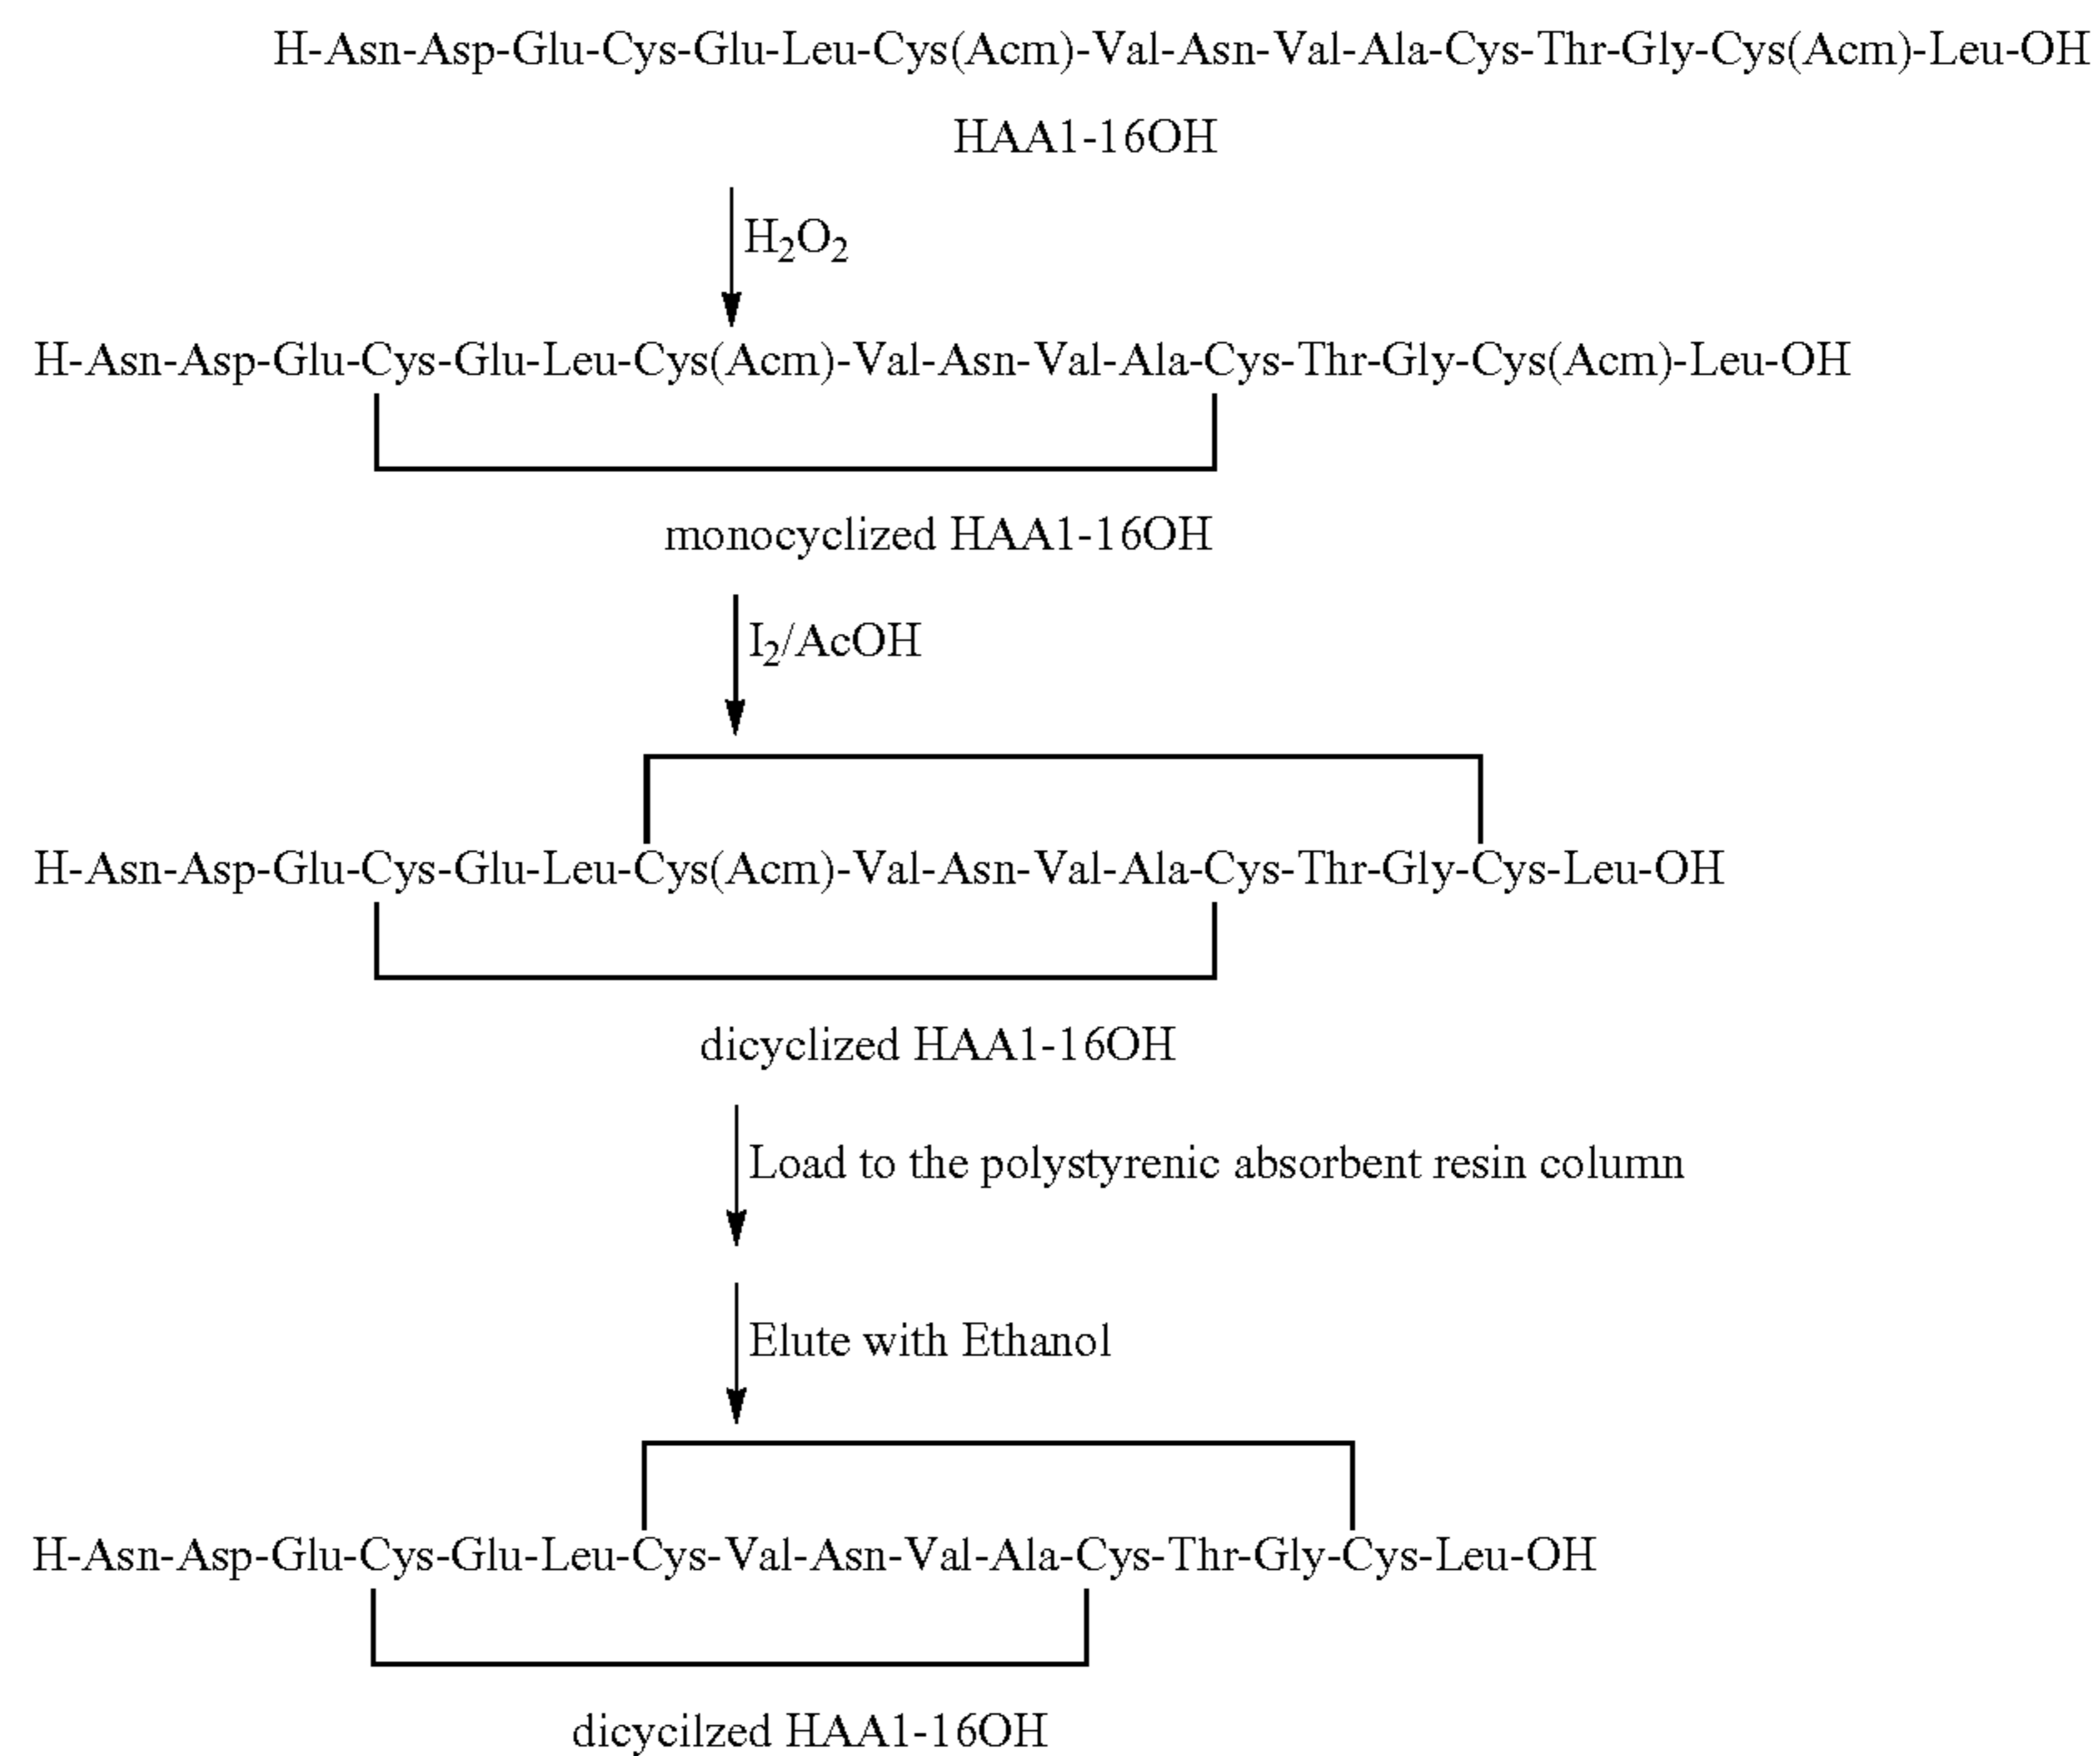 H-Asn-Asp-Glu-Cys-Glu-Leu-Cys(Acm)-Val-Asn-Val-Ala-Cys-Thr-Gly-Cys(Acm)-Leu-OH
HAA1-16OH
H2O2
H-Asn-Asp-Glu-Cys-Glu-Leu-Cys(Acm)-Val-Asn-Val-Ala-Cys-Thr-Gly-Cys(Acm)-Leu-OH
monocyclized HAA1-16OH
I2/AcOH
H-Asn-Asp-Glu-Cys-Glu-Leu-Cys(Acm)-Val-Asn-Val-Ala-Cys-Thr-Gly-Cys-Leu-OH
dicyclized HAA1-16OH
Load to the polystyrenic absorbent resin column
Elute with Ethanol
H-Asn-Asp-Glu-Cys-Glu-Leu-Cys-Val-Asn-Val-Ala-Cys-Thr-Gly-Cys-Leu-OH
dicycilzed HAA1-16OH